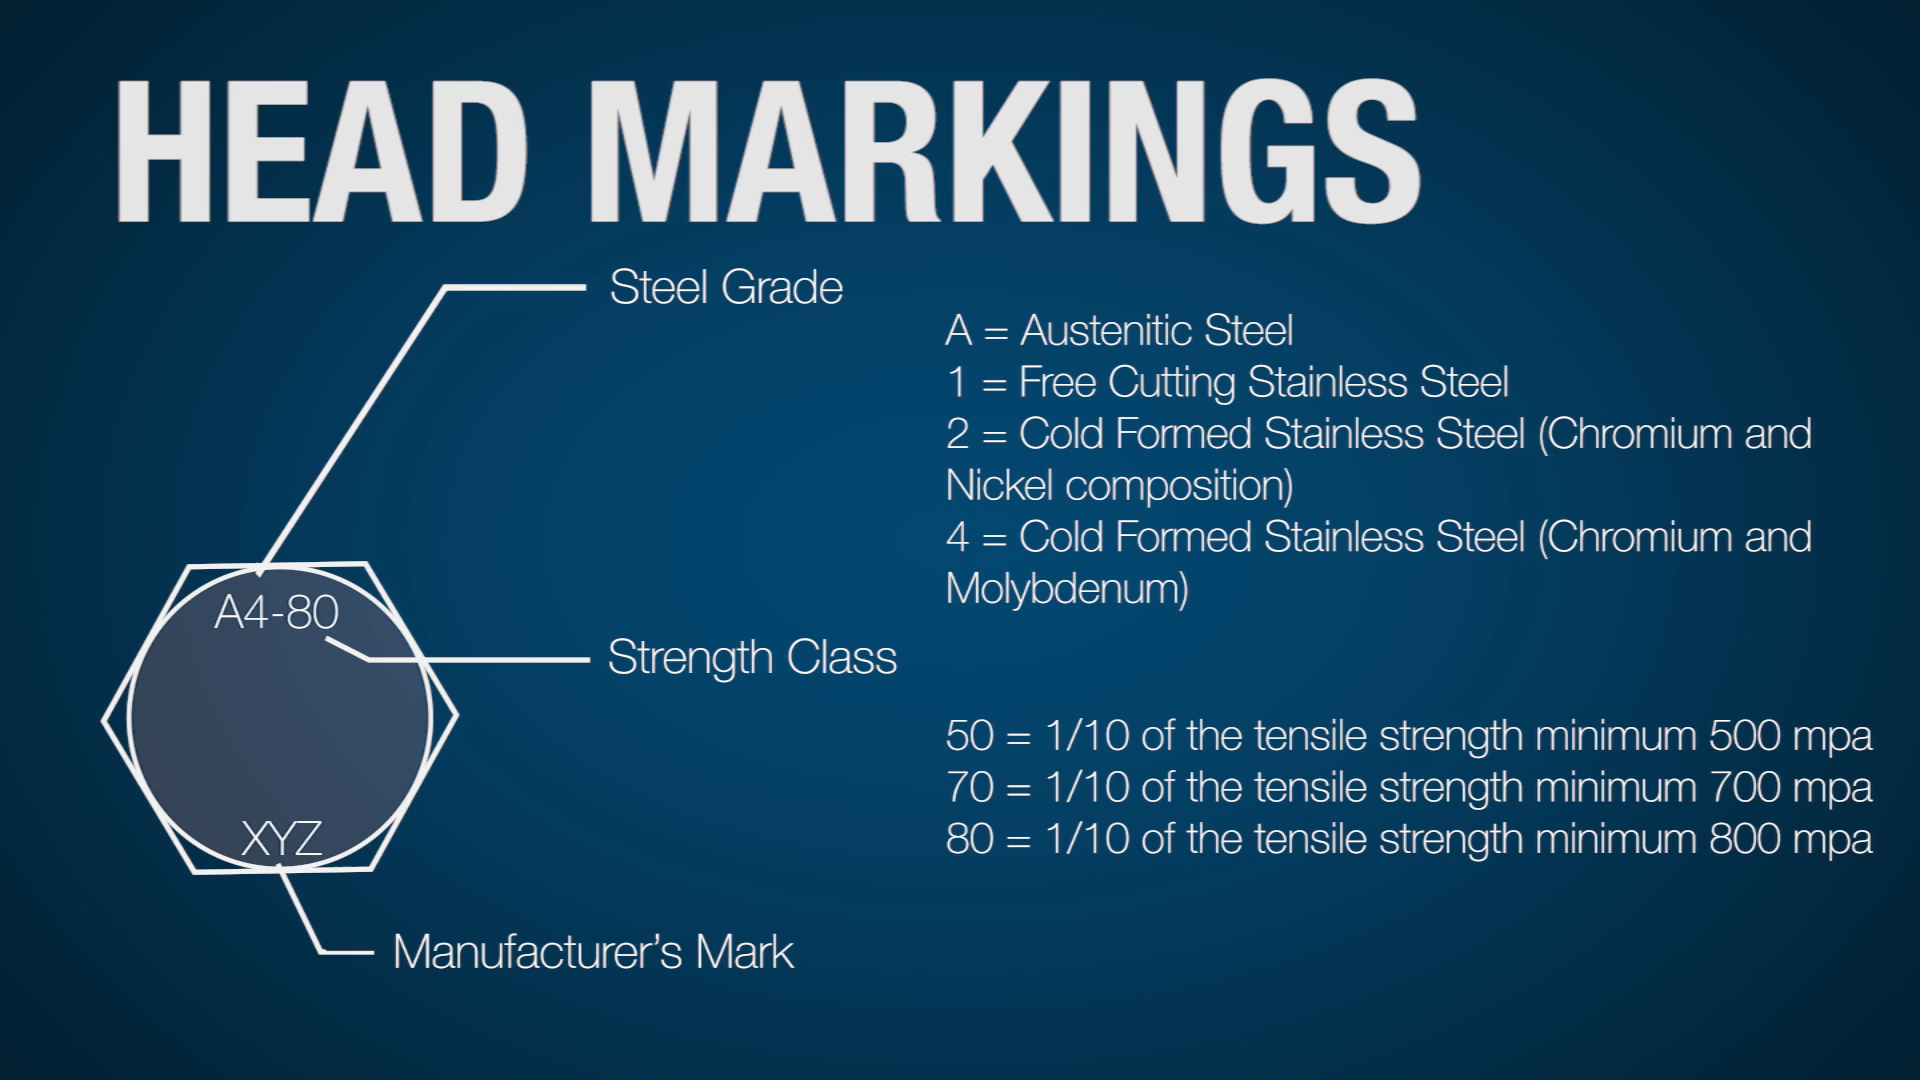 HEAD MARKINGS
Steel Grade
A = Austenitic Steel
1 = Free Cutting Stainless Steel
2 = Cold Formed Stainless Steel (Chromium and
Nickel composition)
4 = Cold Formed Stainless Steel (Chromium and
Molybdenum)
A4-80
Strength Class
50 = 1/10 of the tensile strength minimum 500 mpa
70 = 1/10 of the tensile strength minimum 700 mpa
80 = 1/10 of the tensile strength minimum 800 mpa
XYZ
Manufacturer’s Mark